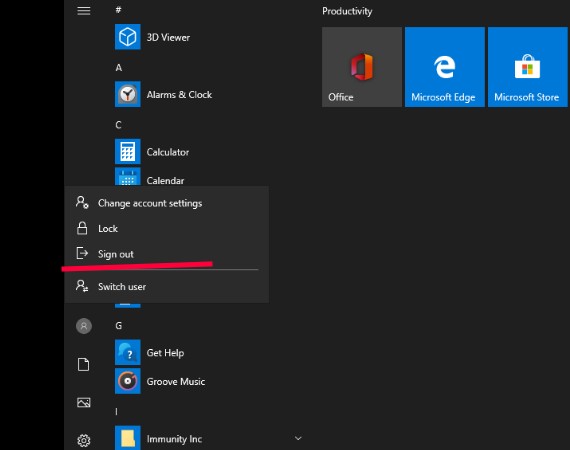 #
Productivity
3D Viewer
A
Alarms & Clock
Office
Microsoft Edge
Microsoft Store
C
Calculator
Calendar
Change account settings
Lock
Sign out
Switch user
G
Get Help
Groove Music
I
Immunity Inc